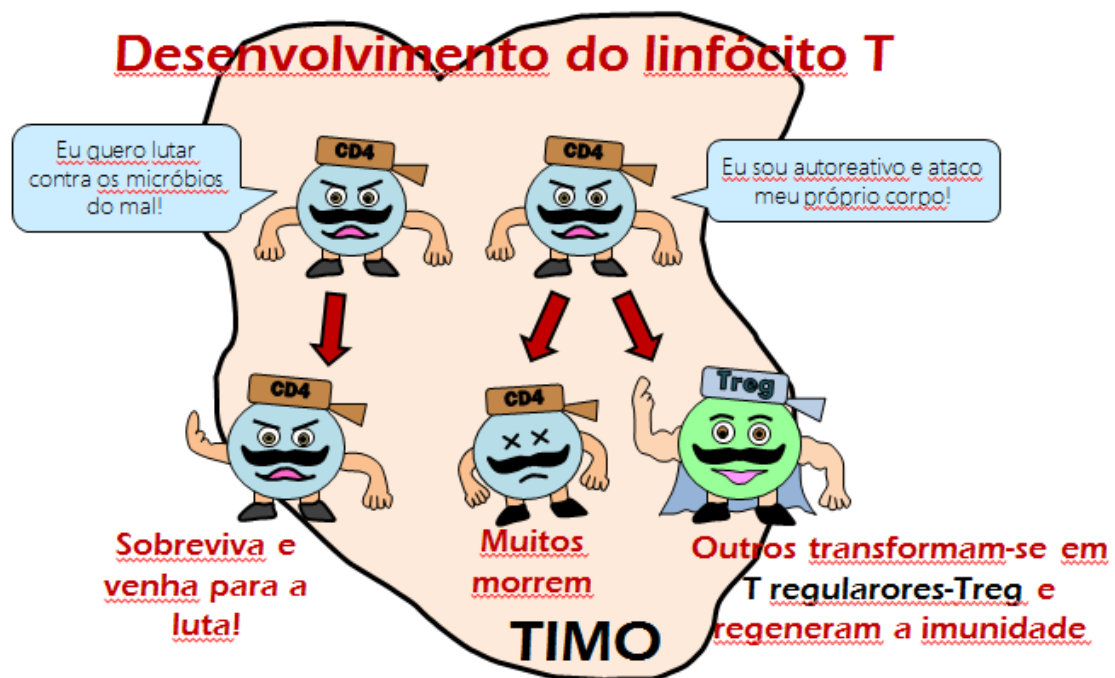 Desenvolvimento do linfócito T
Eu quero lutar
contra os micróbios
do mal!
CD4
CD4
Eu sou autoreativo e ataco
meu próprio corpo!
CD4
CD4
Treg
Sobreviva e
venha para a
luta!
Muitos
morrem
Outros transformam-se em
T regularores-Treg e
regeneram a imunidade
TIMO